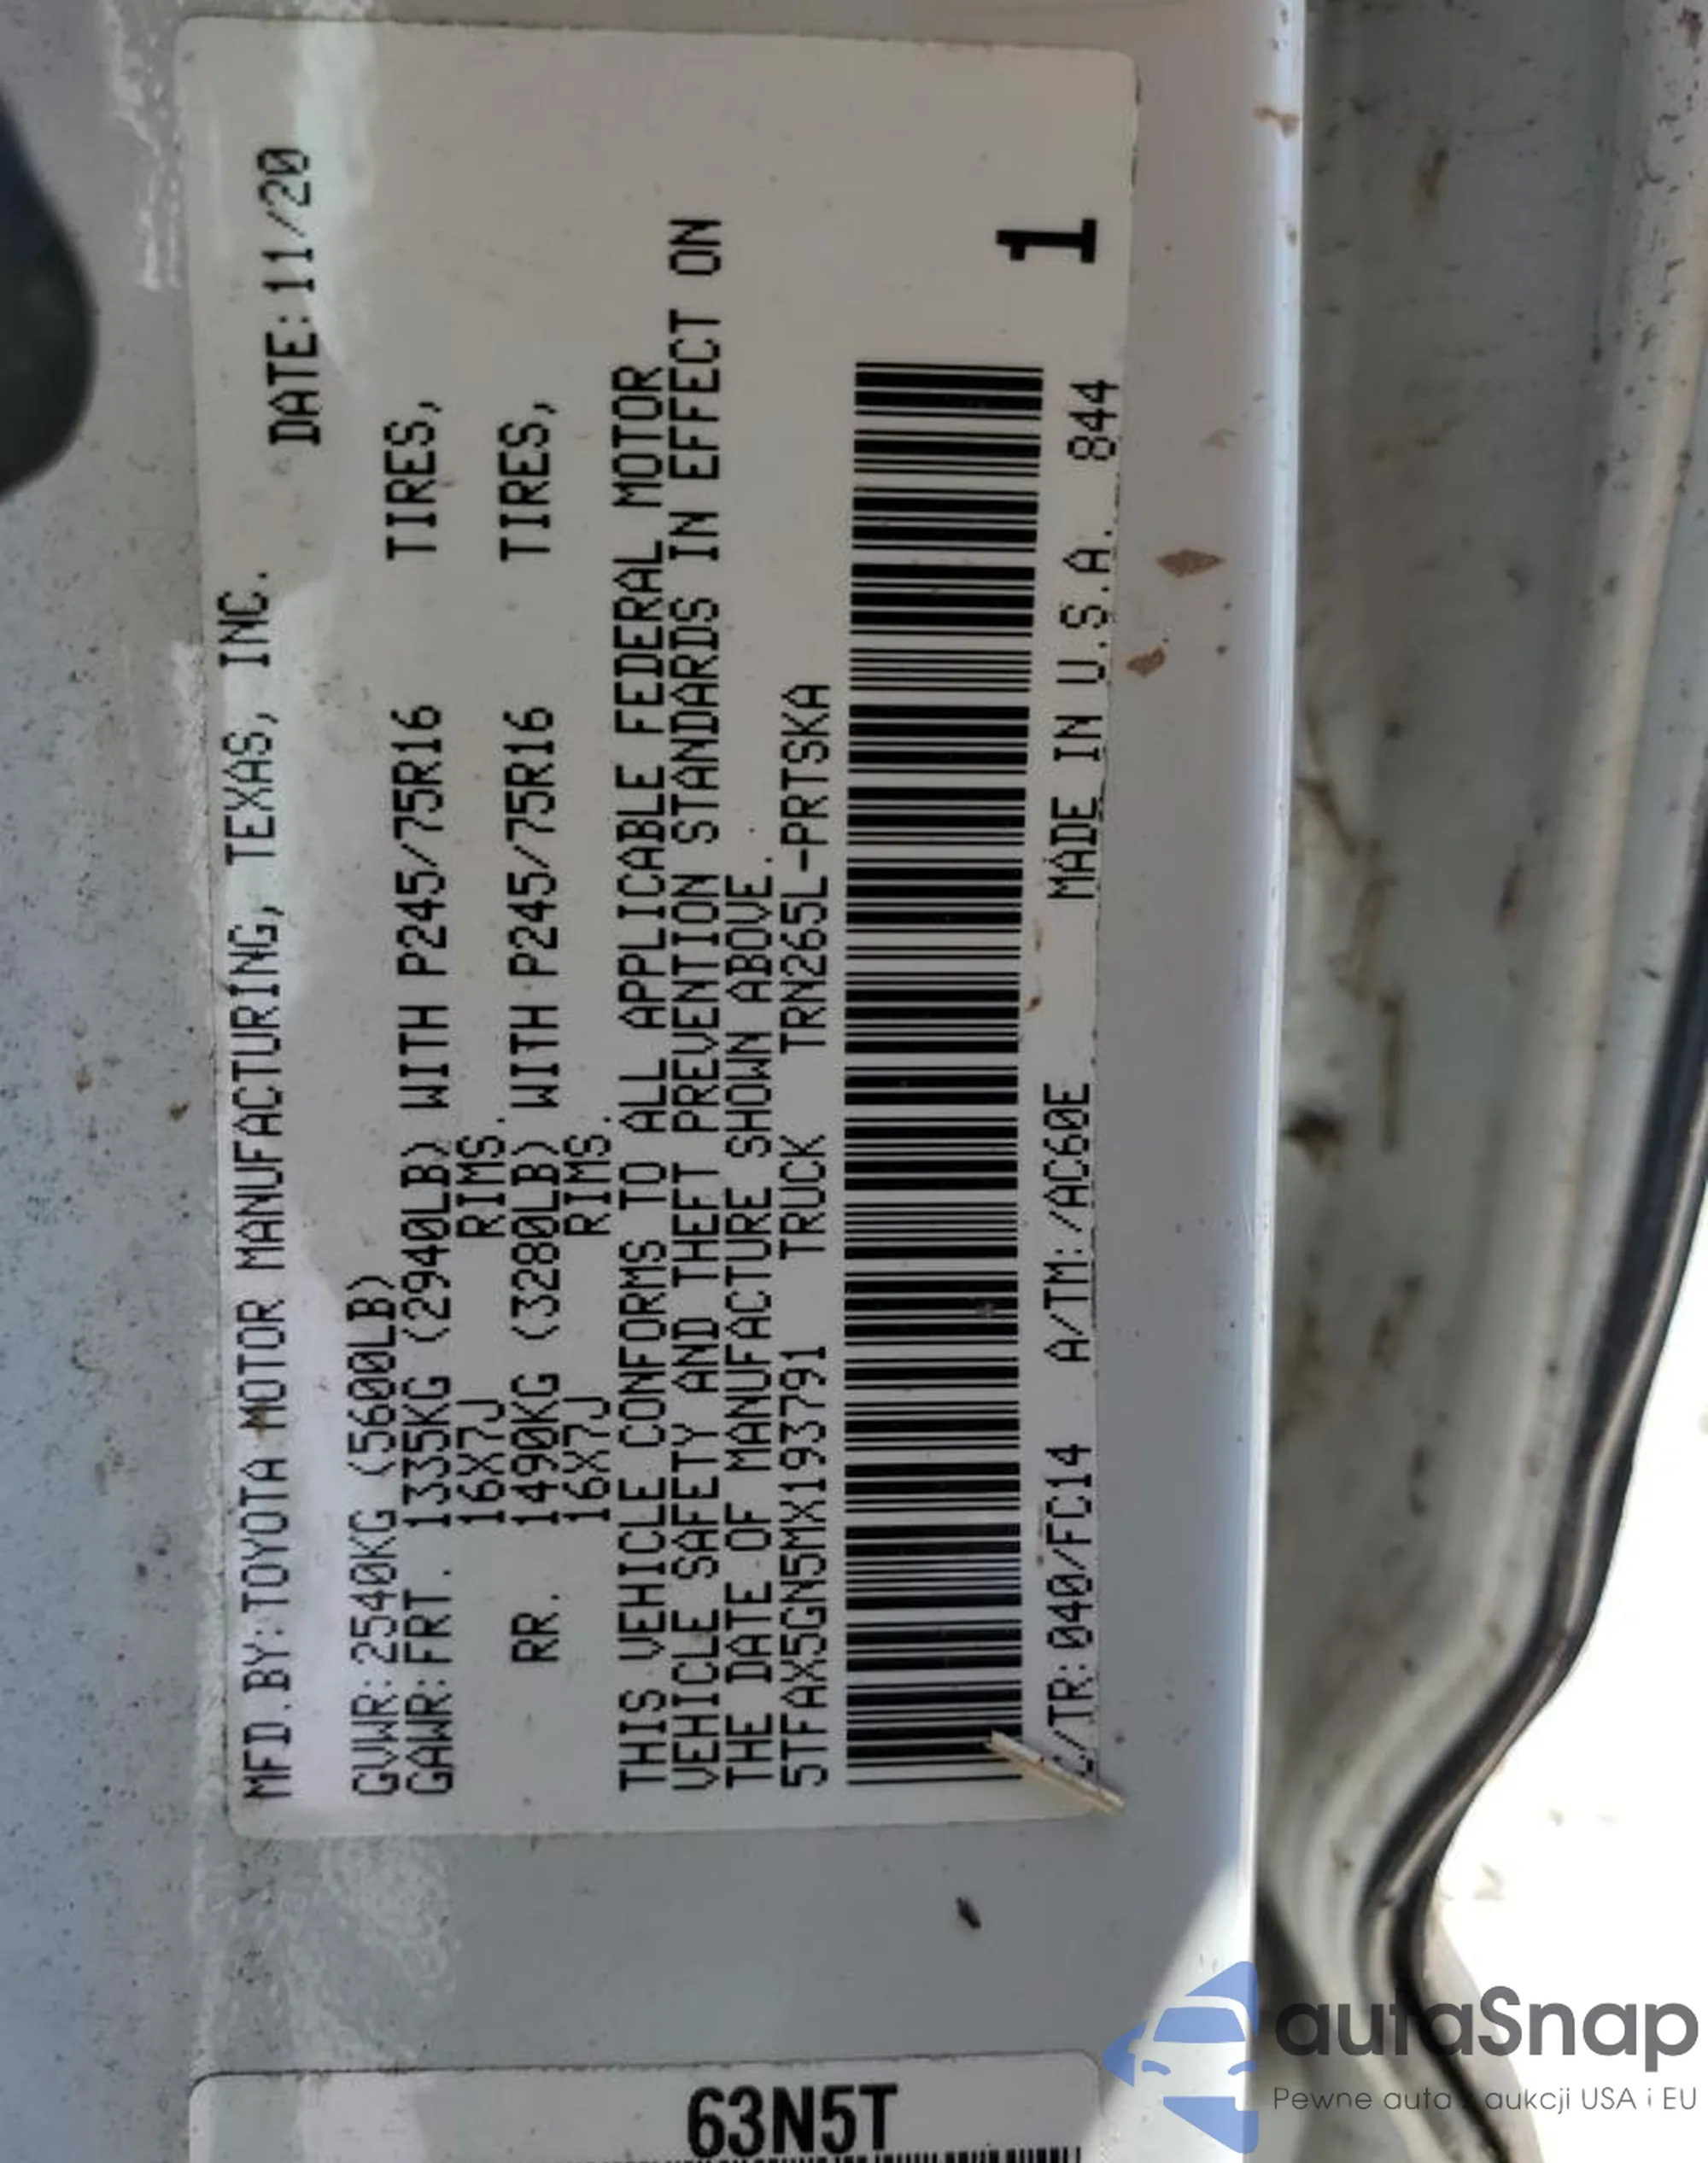 MFD.BY:TOYOTA MOTOR MANUFACTURING, TEXAS, INC.
DATE:11/20
GVWR:2540KG (5600LB)
GAWR:FRT. 1335KG (2940LB) WITH P245/75R16 TIRES,
16X7J RIMS.
RR. 1490KG (3280LB) WITH P245/75R16 TIRES,
16X7J RIMS.
THIS VEHICLE CONFORMS TO ALL APPLICABLE FEDERAL MOTOR
VEHICLE SAFETY AND THEFT PREVENTION STANDARDS IN EFFECT ON
THE DATE OF MANUFACTURE SHOWN ABOVE.
5TFAX5GN5MX193791 TRUCK TRN265L-PRTSKA
1
C/TR:040/FC14 A/TM:/AC60E MADE IN U.S.A. 844
63N5T
autaSnap
Pewne auta z aukcji USA i EU